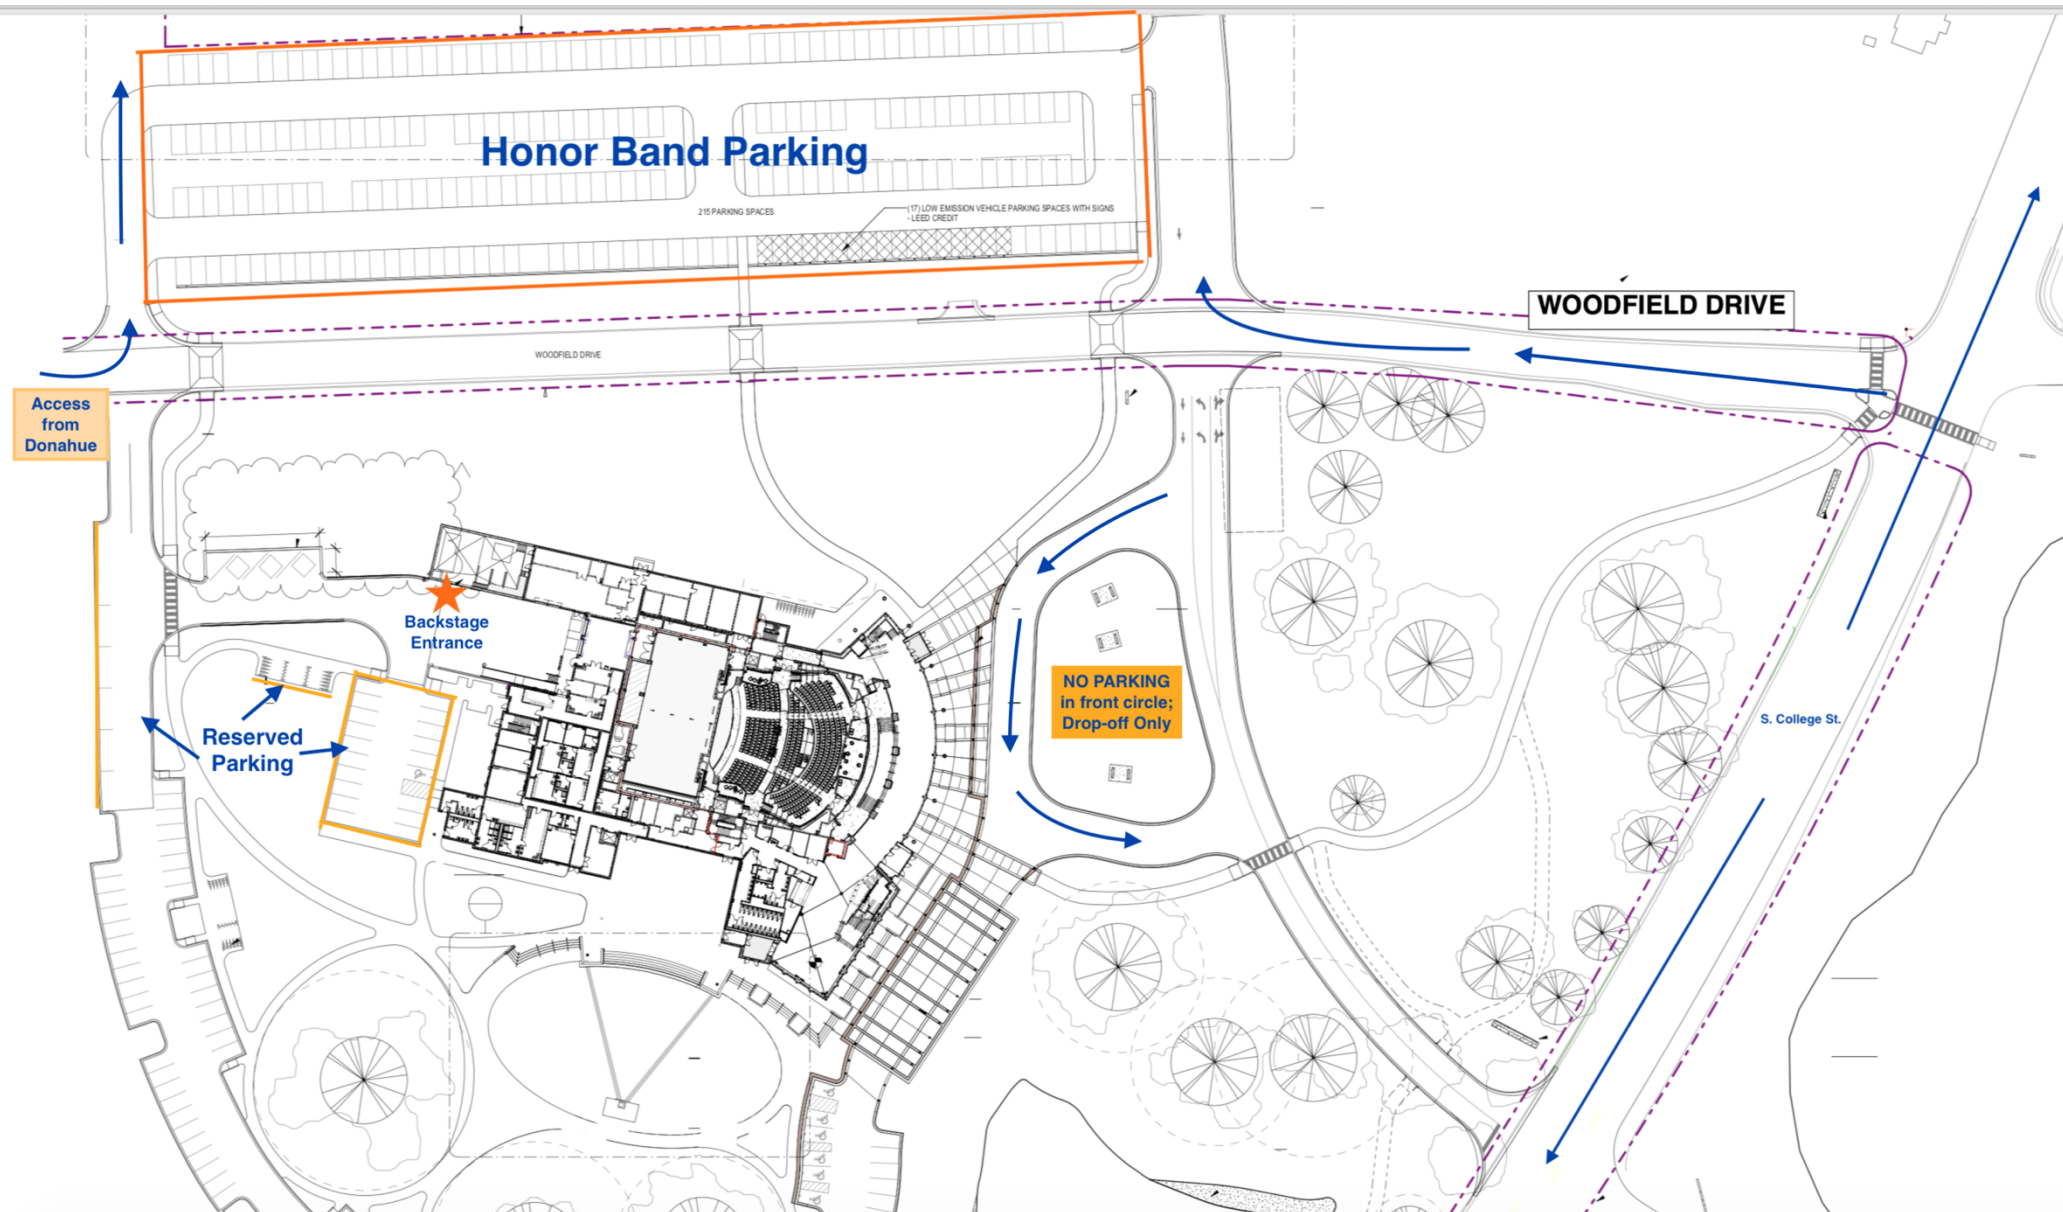 Honor Band Parking
215 PARKING SPACES
(17) LOW EMISSION VEHICLE PARKING SPACES WITH SIGNS
- LEED CREDIT
WOODFIELD DRIVE
WOODFIELD DRIVE
Access
from
Donahue
Backstage
Entrance
NO PARKING
in front circle;
Drop-off Only
S. College St.
Reserved
Parking